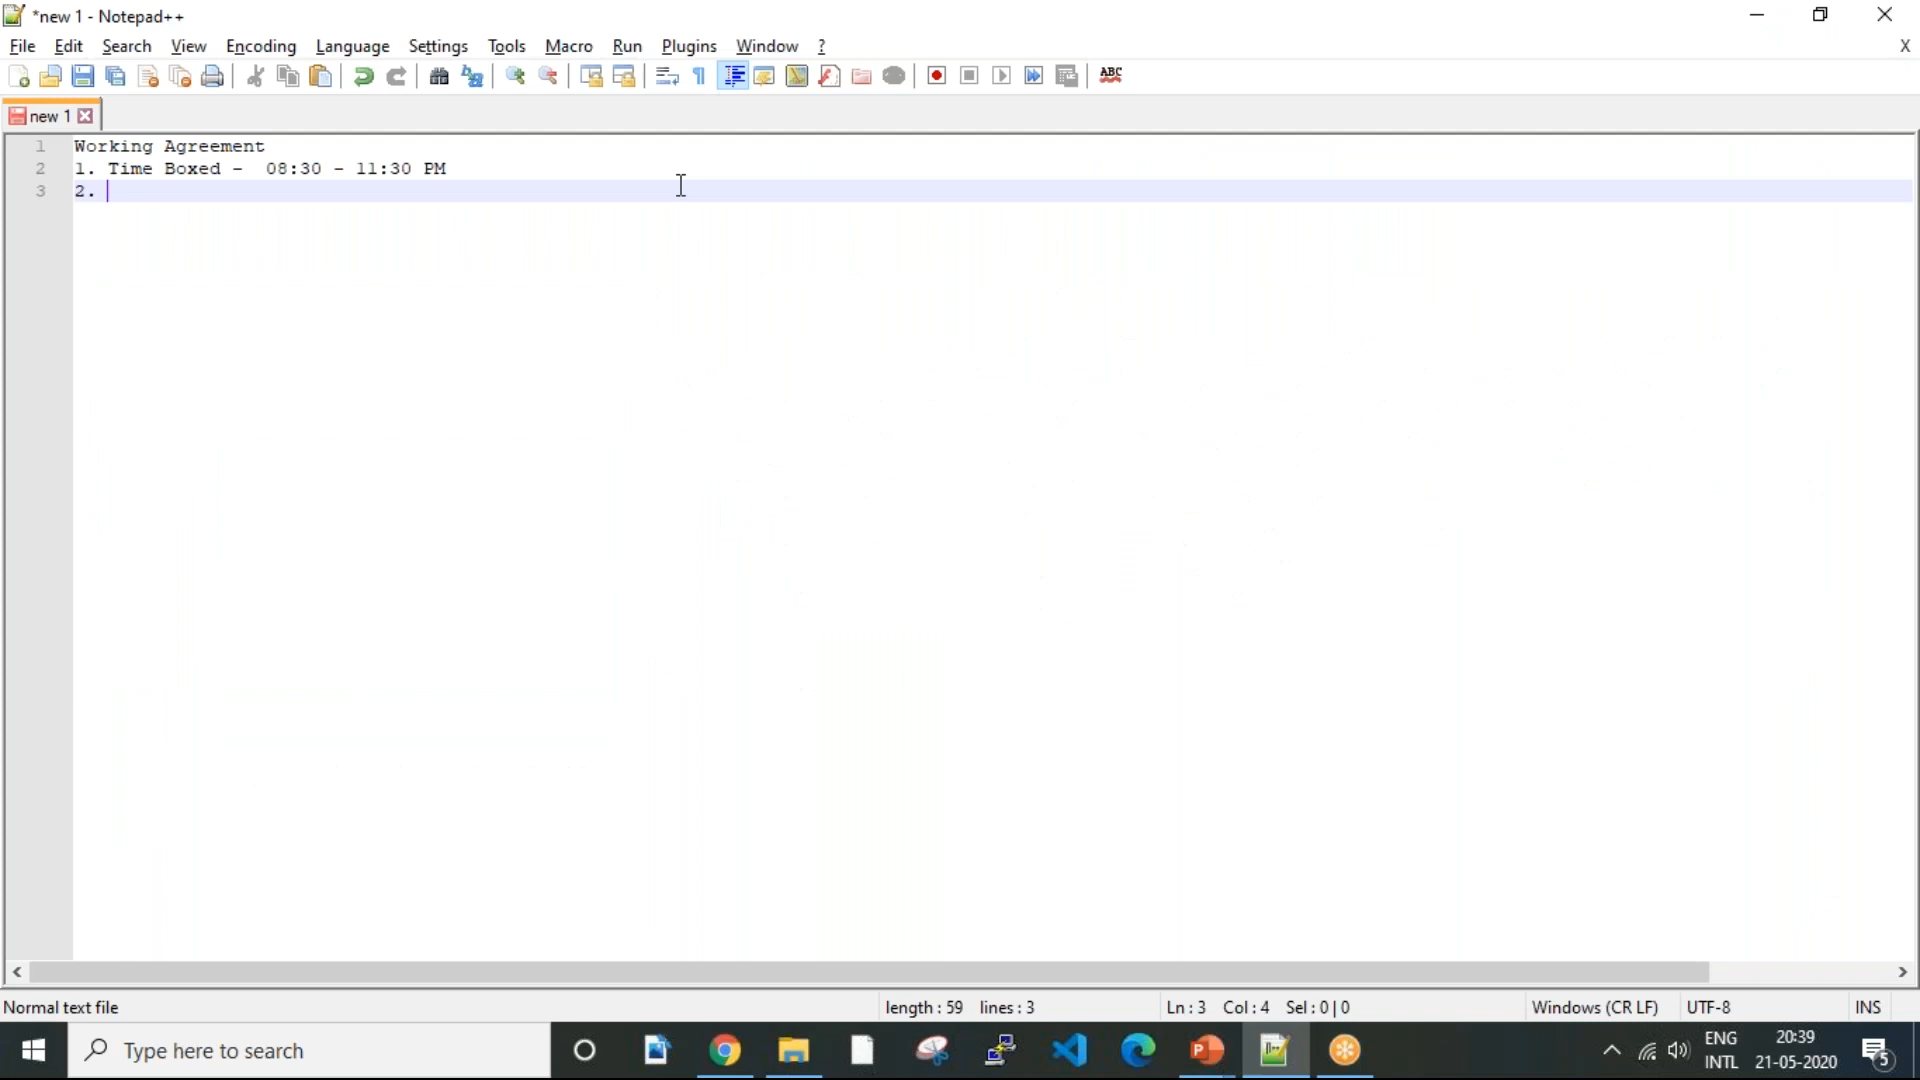 *new 1 - Notepad++
File Edit Search View Encoding Language Settings Tools Macro Run Plugins Window ? X
ABC
new 1
1 Working Agreement
2 1. Time Boxed -  08:30 - 11:30 PM
3 2.
Normal text file length : 59 lines : 3 Ln : 3 Col : 4 Sel : 0 | 0 Windows (CR LF) UTF-8 INS
Type here to search
ENG 20:39
INTL 21-05-2020 5